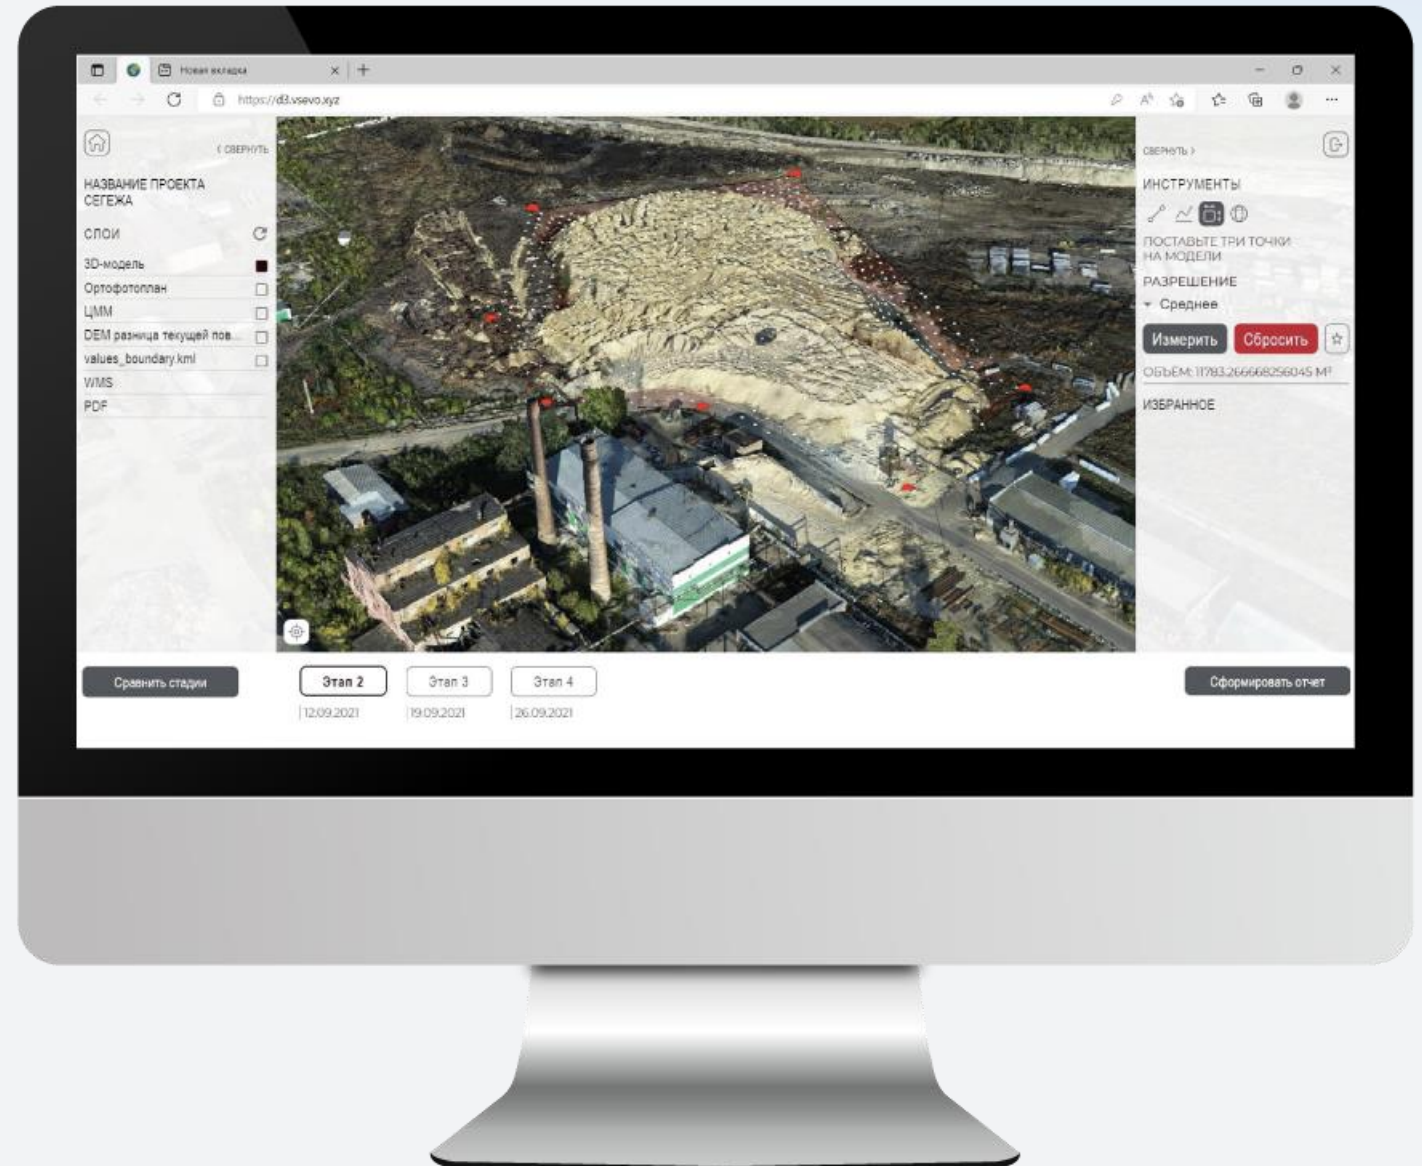 Новая вкладка
https://d3.vsevo.xyz
СВЕРНУТЬ
НАЗВАНИЕ ПРОЕКТА
СЕГЕЖА
СЛОИ
3D-модель
Ортофотоплан
ЦММ
DEM разница текущей пов...
values_boundary.kml
WMS
PDF
СВЕРНУТЬ
ИНСТРУМЕНТЫ
ПОСТАВЬТЕ ТРИ ТОЧКИ
НА МОДЕЛИ
РАЗРЕШЕНИЕ
Среднее
Измерить Сбросить
ОБЪЕМ: 11783.266668256045 М³
ИЗБРАННОЕ
Сравнить стадии
Этап 2 Этап 3 Этап 4
12.09.2021 19.09.2021 26.09.2021
Сформировать отчет